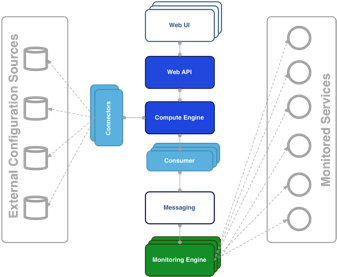 Web UI
Web API
Compute Engine
Connectors
Consumer
Messaging
Monitoring Engine
External Configuration Sources
Monitored Services